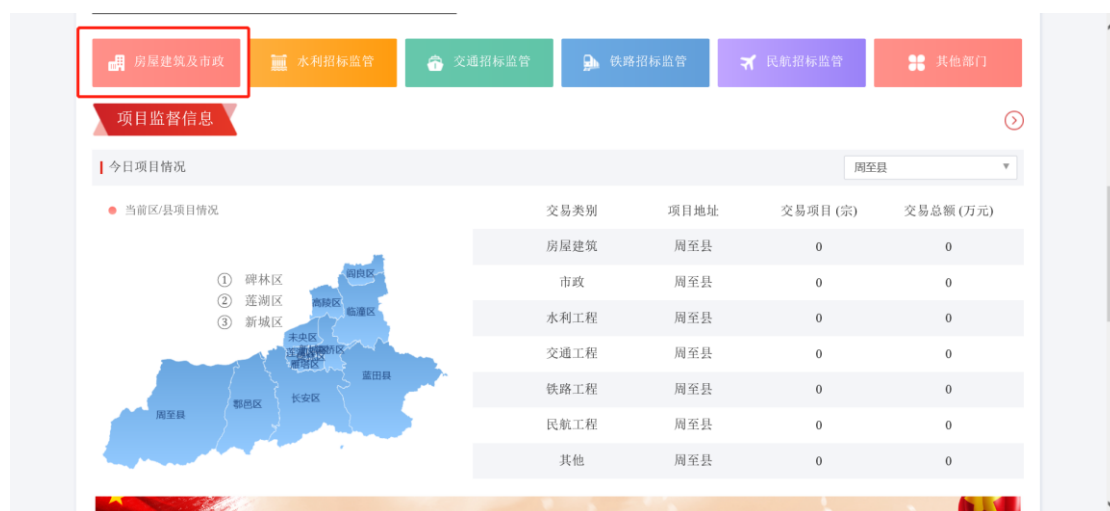 房屋建筑及市政 水利招标监管 交通招标监管 铁路招标监管 民航招标监管 其他部门
项目监督信息
今日项目情况 周至县
当前区/县项目情况
交易类别 项目地址 交易项目 (宗) 交易总额 (万元)
房屋建筑 周至县 0 0
市政 周至县 0 0
水利工程 周至县 0 0
交通工程 周至县 0 0
铁路工程 周至县 0 0
民航工程 周至县 0 0
其他 周至县 0 0
① 碑林区
② 莲湖区
③ 新城区
阎良区
高陵区
临潼区
未央区
雁塔区
蓝田县
长安区
鄠邑区
周至县